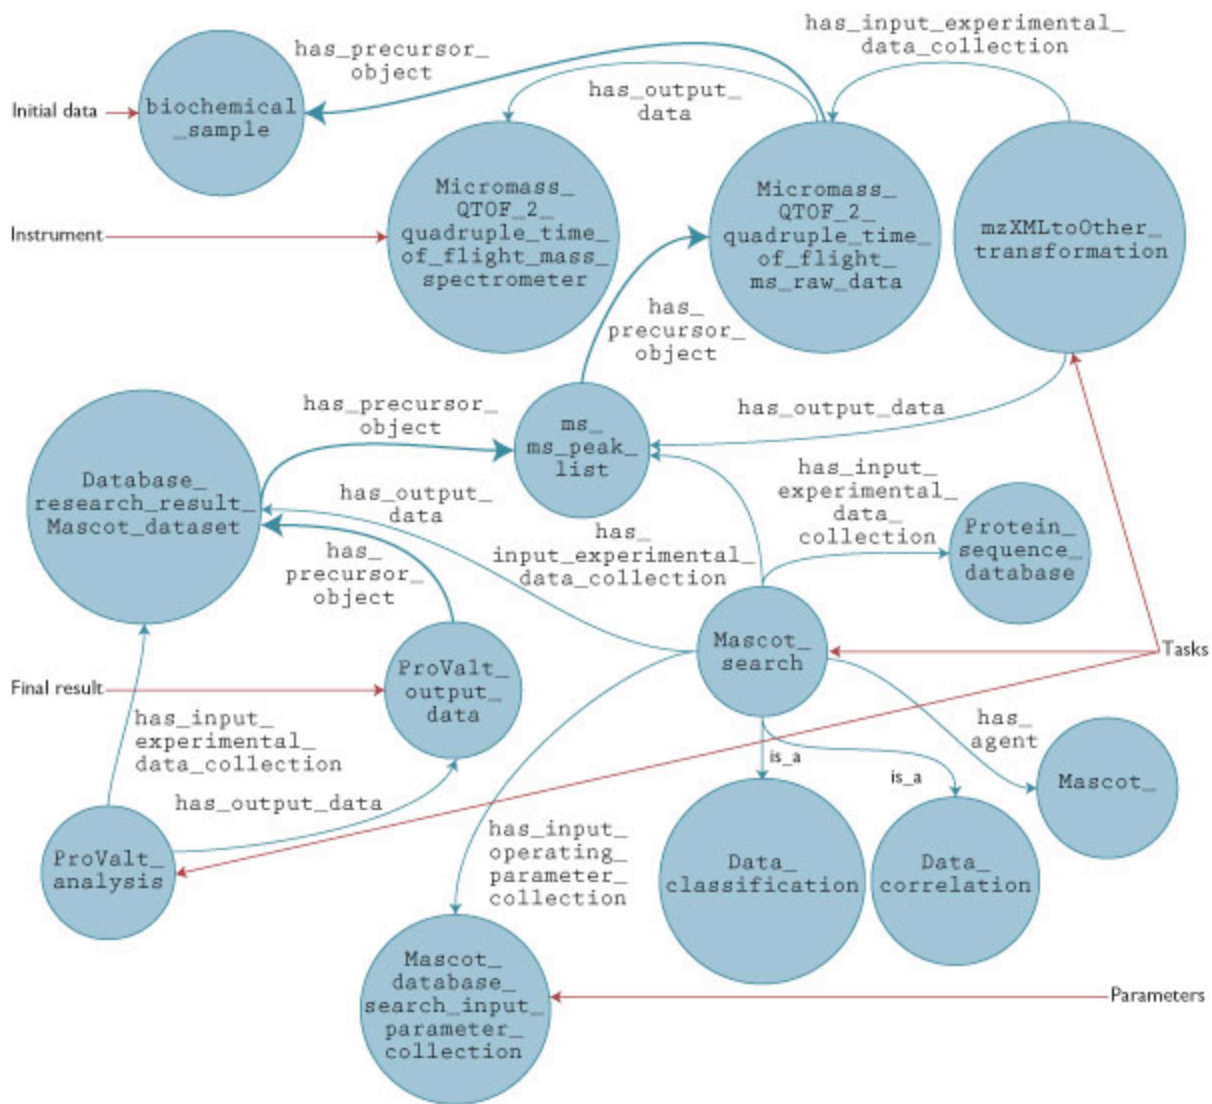 has_input_experimental_
data_collection
has_precursor_
object
has_output_
data
Initial data
biochemical
_sample
Micromass_
QTOF_2_
quadruple_time_
of_flight_mass_
spectrometer
Micromass_
QTOF_2_
quadruple_time_
of_flight_
ms_raw_data
mzXMLtoOther_
transformation
Instrument
has_
precursor_
object
has_precursor_
object
has_output_data
ms_
ms_peak_
list
Database_
research_result_
Mascot_dataset
has_output_
data
has_input_
experimental_
data_
collection
Protein_
sequence_
database
has_
input_experimental_
data_collection
has_
precursor_
object
Mascot_
search
Tasks
Final result
ProValt_
output_
data
has_input_
experimental_
data_collection
has_
agent
is_a
is_a
Mascot_
has_output_data
has_input_
operating_
parameter_
collection
ProValt_
analysis
Data_
classification
Data_
correlation
Mascot_
database_
search_input_
parameter_
collection
Parameters